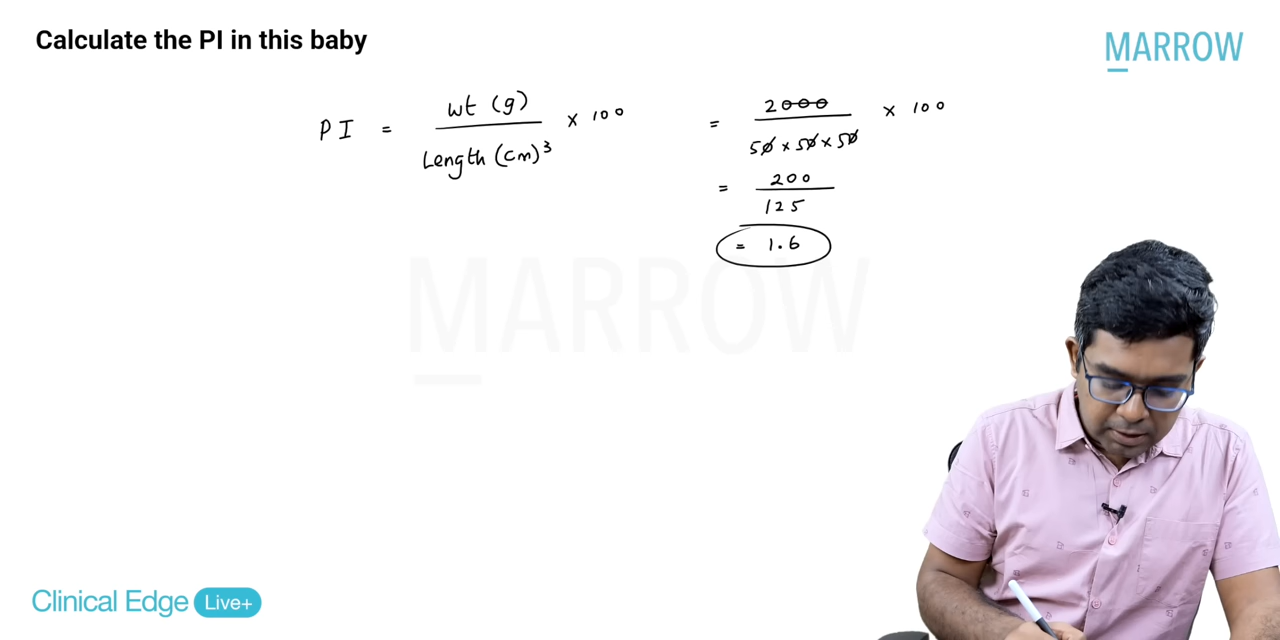 Calculate the PI in this baby
MARROW
PI = wt (g) / Length (cm)³ × 100 = 2000 / 50 × 50 × 50 × 100
= 200 / 125
= 1.6
MARROW
Clinical Edge Live+